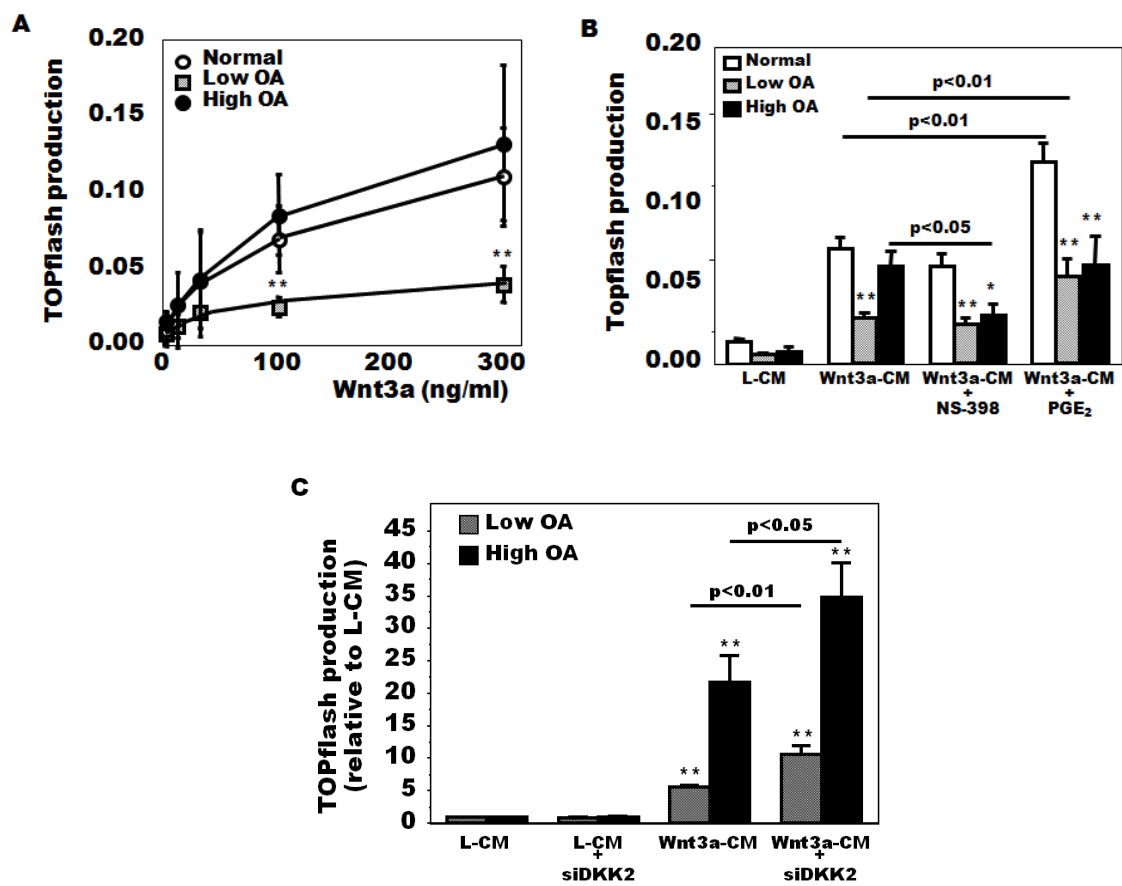 A
TOPflash production
0.20
0.15
0.10
0.05
0.00
Normal
Low OA
High OA
**
**
0
100
200
300
Wnt3a (ng/ml)
B
Topflash production
0.20
0.15
0.10
0.05
0.00
Normal
Low OA
High OA
p<0.01
p<0.01
p<0.05
**
**
*
**
**
L-CM
Wnt3a-CM
Wnt3a-CM
+
NS-398
Wnt3a-CM
+
PGE₂
C
TOPflash production
(relative to L-CM)
45
40
35
30
25
20
15
10
5
0
Low OA
High OA
p<0.05
p<0.01
**
**
**
**
L-CM
L-CM
+
siDKK2
Wnt3a-CM
Wnt3a-CM
+
siDKK2